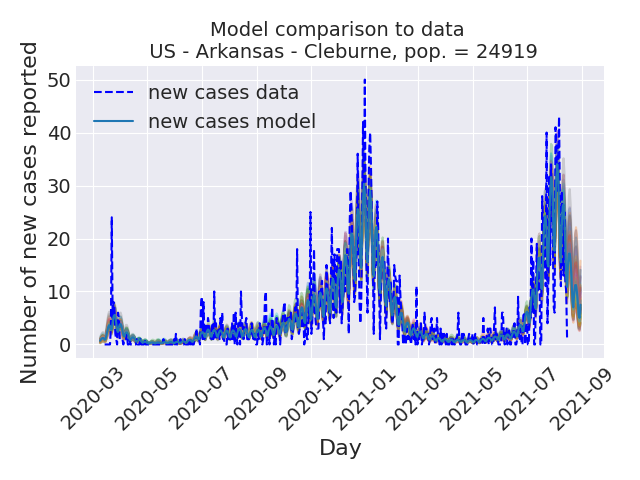 Model comparison to data
US - Arkansas - Cleburne, pop. = 24919
Number of new cases reported
50
40
30
20
10
0
new cases data
new cases model
2020-03
2020-05
2020-07
2020-09
2020-11
2021-01
2021-03
2021-05
2021-07
2021-09
Day